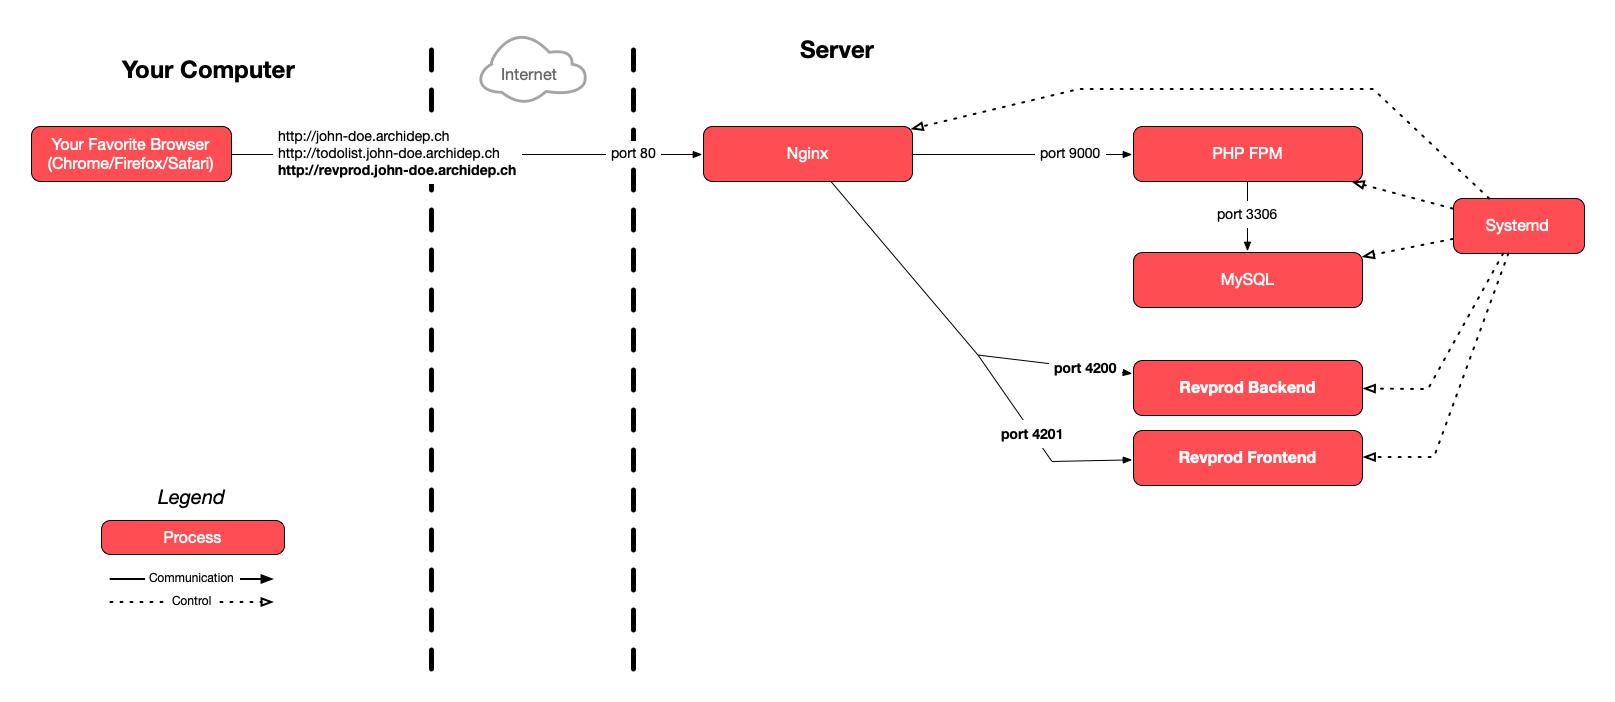 Your Computer
Internet
Server
Your Favorite Browser
(Chrome/Firefox/Safari)
http://john-doe.archidep.ch
http://todolist.john-doe.archidep.ch
http://revprod.john-doe.archidep.ch
port 80
Nginx
port 9000
PHP FPM
port 3306
Systemd
MySQL
port 4200
Revprod Backend
port 4201
Revprod Frontend
Legend
Process
Communication
Control